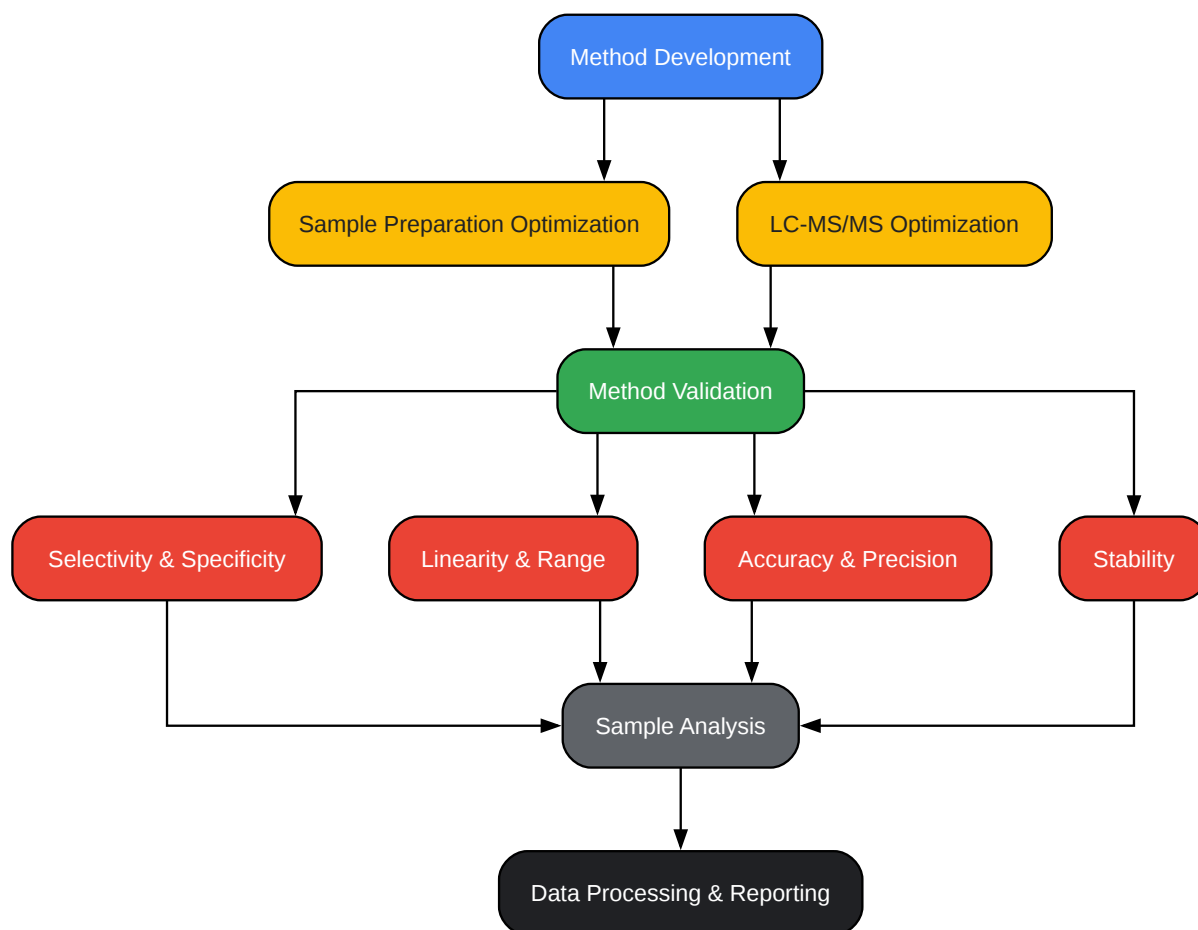 Method Development
Sample Preparation Optimization
LC-MS/MS Optimization
Method Validation
Selectivity & Specificity
Linearity & Range
Accuracy & Precision
Stability
Sample Analysis
Data Processing & Reporting